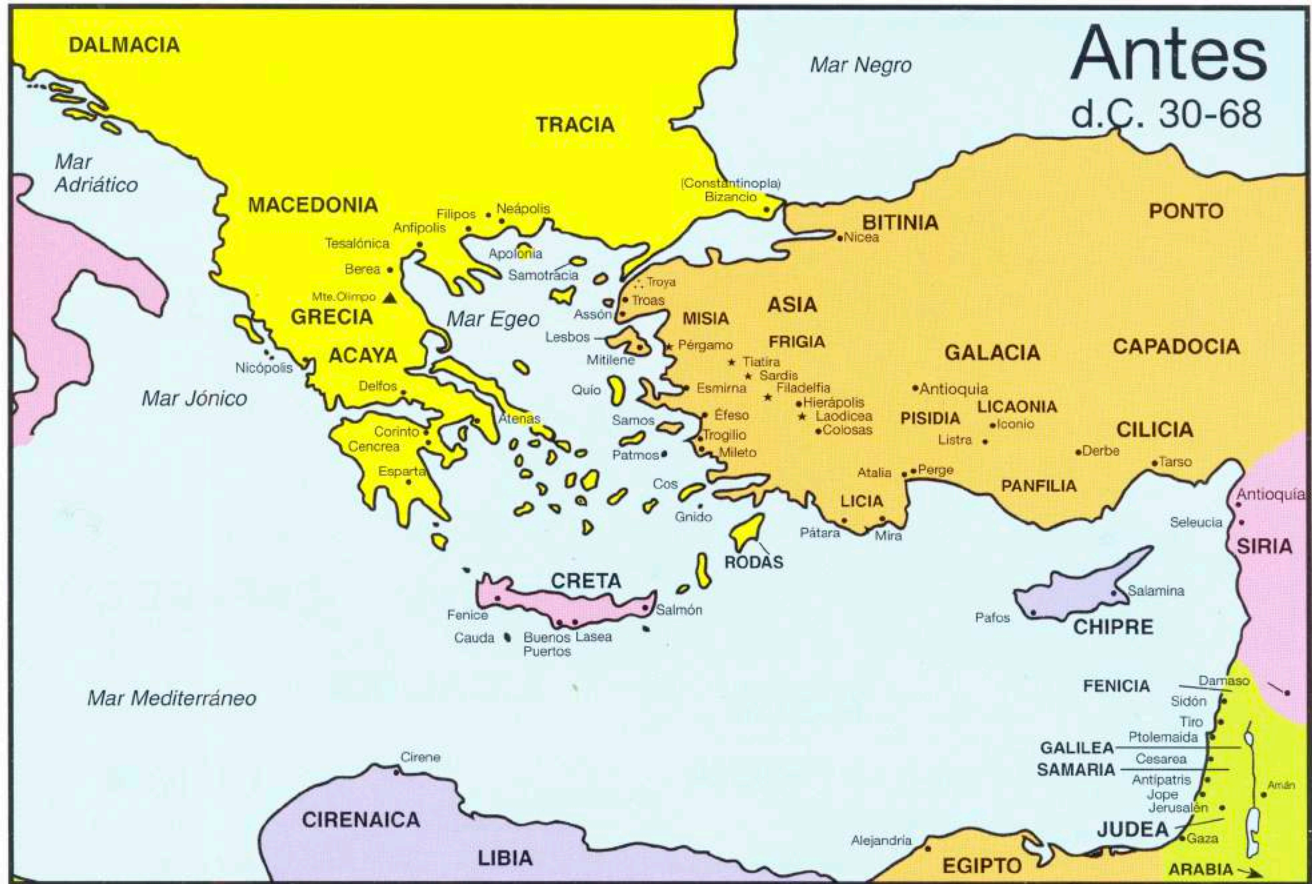 Antes
d.C. 30-68
DALMACIA
Mar Negro
TRACIA
Mar
Adriático
(Constantinopla)
Bizancio
MACEDONIA
Filipos
Neápolis
Anfípolis
BITINIA
PONTO
Tesalónica
Nicea
Apolonia
Samotracia
Berea
Troya
Mte. Olimpo
Troas
ASIA
GRECIA
Mar Egeo
Assón
MISIA
Lesbos
Pérgamo
FRIGIA
ACAYA
Mitilene
Tiatira
GALACIA
CAPADOCIA
Nicópolis
Sardis
Delfos
Quío
Esmirna
Filadelfia
Antioquia
Mar Jónico
Hierápolis
LICAONIA
Atenas
Samos
Éfeso
Laodicea
PISIDIA
Iconio
Corinto
Trogilio
Colosas
CILICIA
Cencrea
Patmos
Mileto
Listra
Derbe
Tarso
Esparta
Atalia
Perge
Cos
LICIA
PANFILIA
Antioquía
Gnido
Pátara
Mira
Seleucia
SIRIA
RODAS
CRETA
Salamina
Fenice
Salmón
Pafos
Cauda
Buenos
Puertos
Lasea
CHIPRE
Mar Mediterráneo
FENICIA
Damaso
Sidón
Tiro
Ptolemaida
GALILEA
Cirene
Cesarea
SAMARIA
Antípatris
Amán
Jope
Jerusalén
CIRENAICA
JUDEA
Alejandría
Gaza
LIBIA
EGIPTO
ARABIA